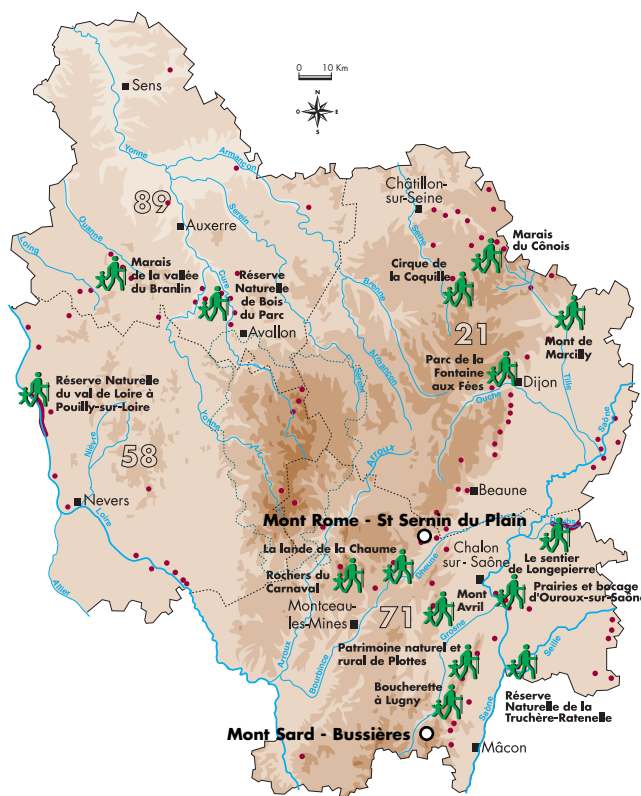 Sens
0 10 Km
N
O E
S
Yonne
Armançon
Serein
89
Ouanne
Loing
Auxerre
Châtillon-
sur-Seine
Seine
Marais
du Cônois
Cirque de
la Coquille
Marais
de la vallée
du Branlin
Cure
Réserve
Naturelle
de Bois
du Parc
Avallon
Brenne
21
Mont de
Marcilly
Armançon
Serein
Parc de la
Fontaine
aux Fées
Dijon
Tille
Ouche
Saône
Réserve Naturelle
du val de Loire à
Pouilly-sur-Loire
Yonne
Nièvre
58
Nevers
Loire
Allier
Arroux
Beaune
Mont Rome - St Sernin du Plain
Doubs
La lande de la Chaume
Dheune
Chalon
sur- Saône
Le sentier
de Longepierre
Rochers du
Carnaval
Prairies et bocage
d'Ouroux-sur-Saône
Mont
Avril
Montceau-
les-Mines
71
Grosne
Arroux
Bourbince
Patrimoine naturel et
rural de Plottes
Seille
Boucherette
à Lugny
Réserve
Naturelle de la
Truchère-Ratenelle
Saône
Mont Sard - Bussières
Mâcon